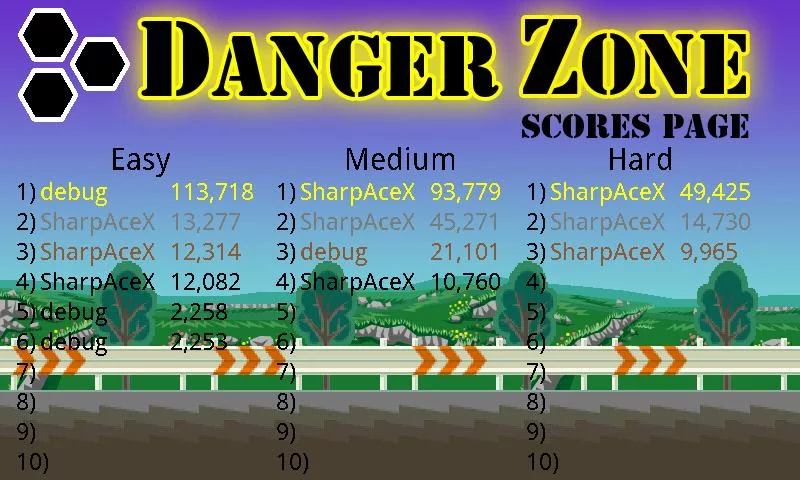 DANGER ZONE
SCORES PAGE
Easy Medium Hard
1) debug 113,718 1) SharpAceX 93,779 1) SharpAceX 49,425
2) SharpAceX 13,277 2) SharpAceX 45,271 2) SharpAceX 14,730
3) SharpAceX 12,314 3) debug 21,101 3) SharpAceX 9,965
4) SharpAceX 12,082 4) SharpAceX 10,760 4)
5) debug 2,258 5) 5)
6) debug 2,253 6) 6)
7) 7) 7)
8) 8) 8)
9) 9) 9)
10) 10) 10)